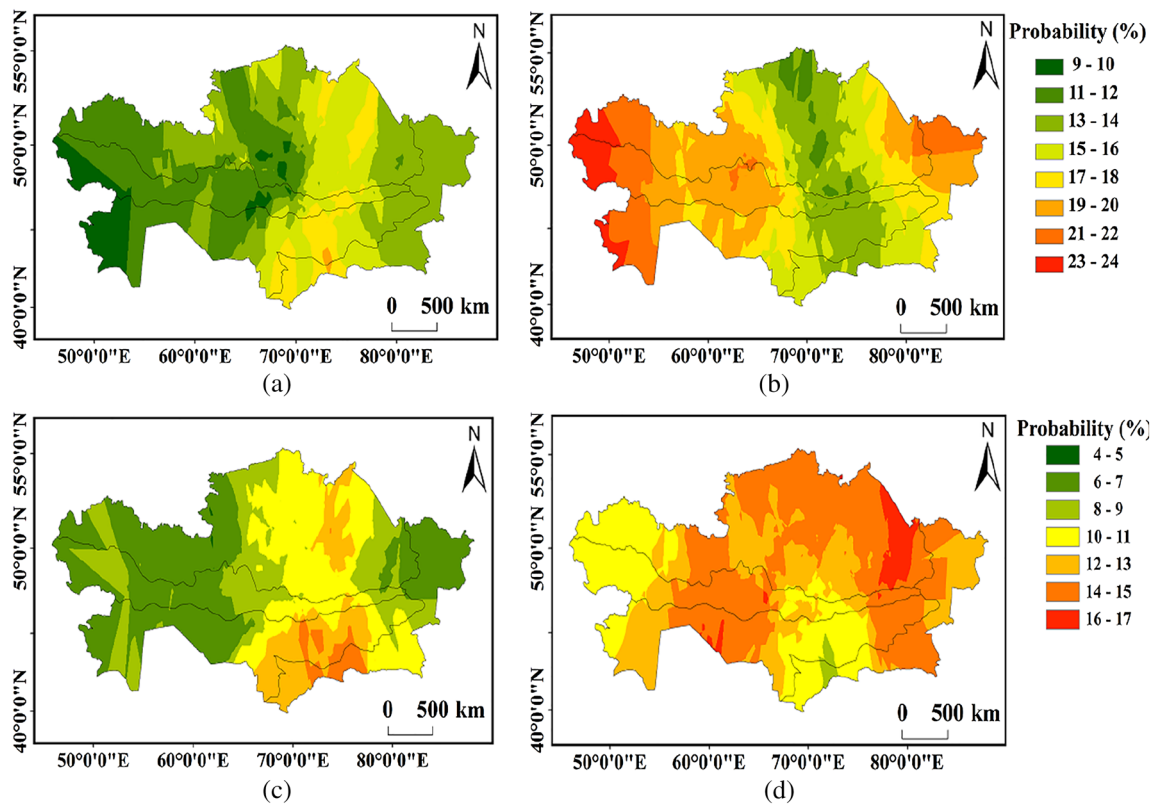 N
N
Probability (%)
9 - 10
11 - 12
13 - 14
15 - 16
17 - 18
19 - 20
21 - 22
23 - 24
55°0'0"N
50°0'0"N
40°0'0"N
0 500 km
50°0'0"E 60°0'0"E 70°0'0"E 80°0'0"E
(a)
55°0'0"N
50°0'0"N
40°0'0"N
0 500 km
50°0'0"E 60°0'0"E 70°0'0"E 80°0'0"E
(b)
N
N
Probability (%)
4 - 5
6 - 7
8 - 9
10 - 11
12 - 13
14 - 15
16 - 17
55°0'0"N
50°0'0"N
40°0'0"N
0 500 km
50°0'0"E 60°0'0"E 70°0'0"E 80°0'0"E
(c)
55°0'0"N
50°0'0"N
40°0'0"N
0 500 km
50°0'0"E 60°0'0"E 70°0'0"E 80°0'0"E
(d)